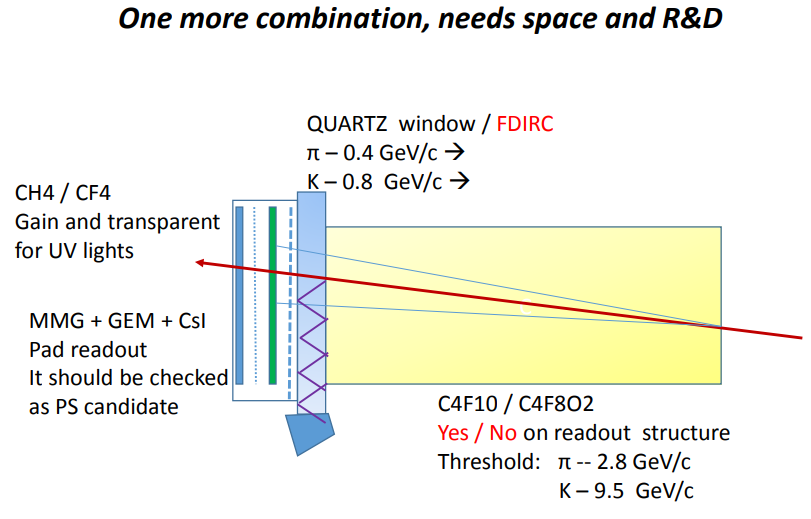 One more combination, needs space and R&D
QUARTZ window / FDIRC
π – 0.4 GeV/c →
K – 0.8 GeV/c →
CH4 / CF4
Gain and transparent
for UV lights
MMG + GEM + CsI
Pad readout
It should be checked
as PS candidate
C4F10 / C4F8O2
Yes / No on readout structure
Threshold: π -- 2.8 GeV/c
K – 9.5 GeV/c